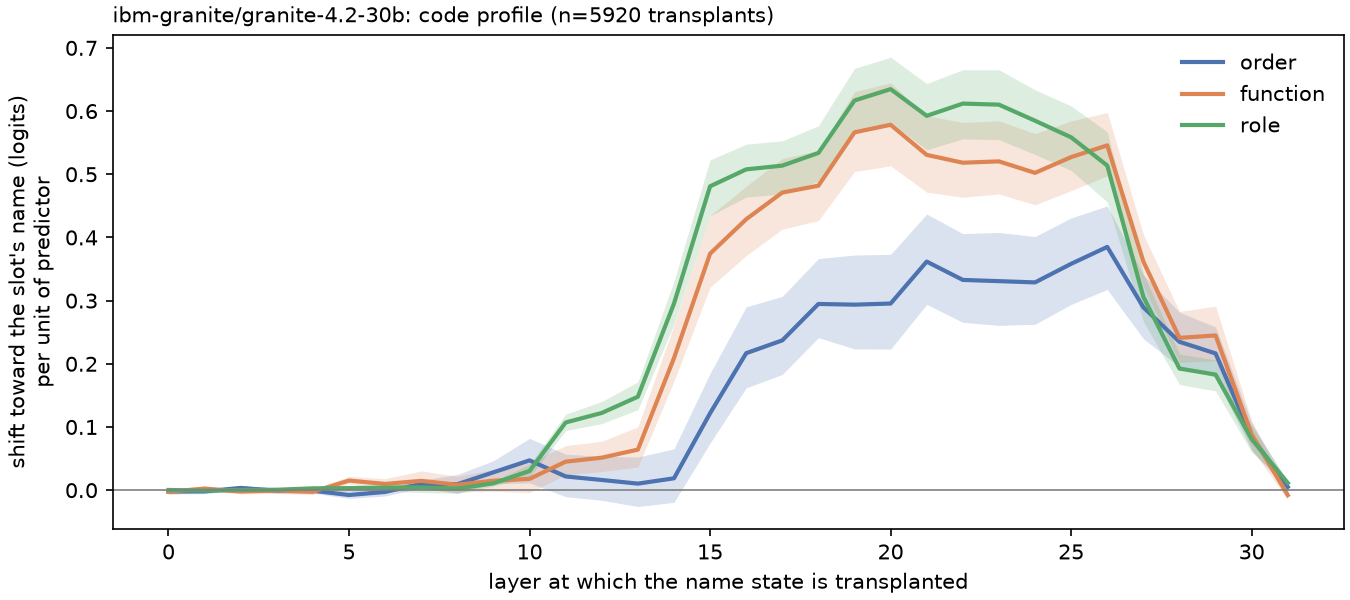 ibm-granite/granite-4.2-30b: code profile (n=5920 transplants)
shift toward the slot's name (logits)
per unit of predictor
0.7
0.6
0.5
0.4
0.3
0.2
0.1
0.0
order
function
role
0 5 10 15 20 25 30
layer at which the name state is transplanted